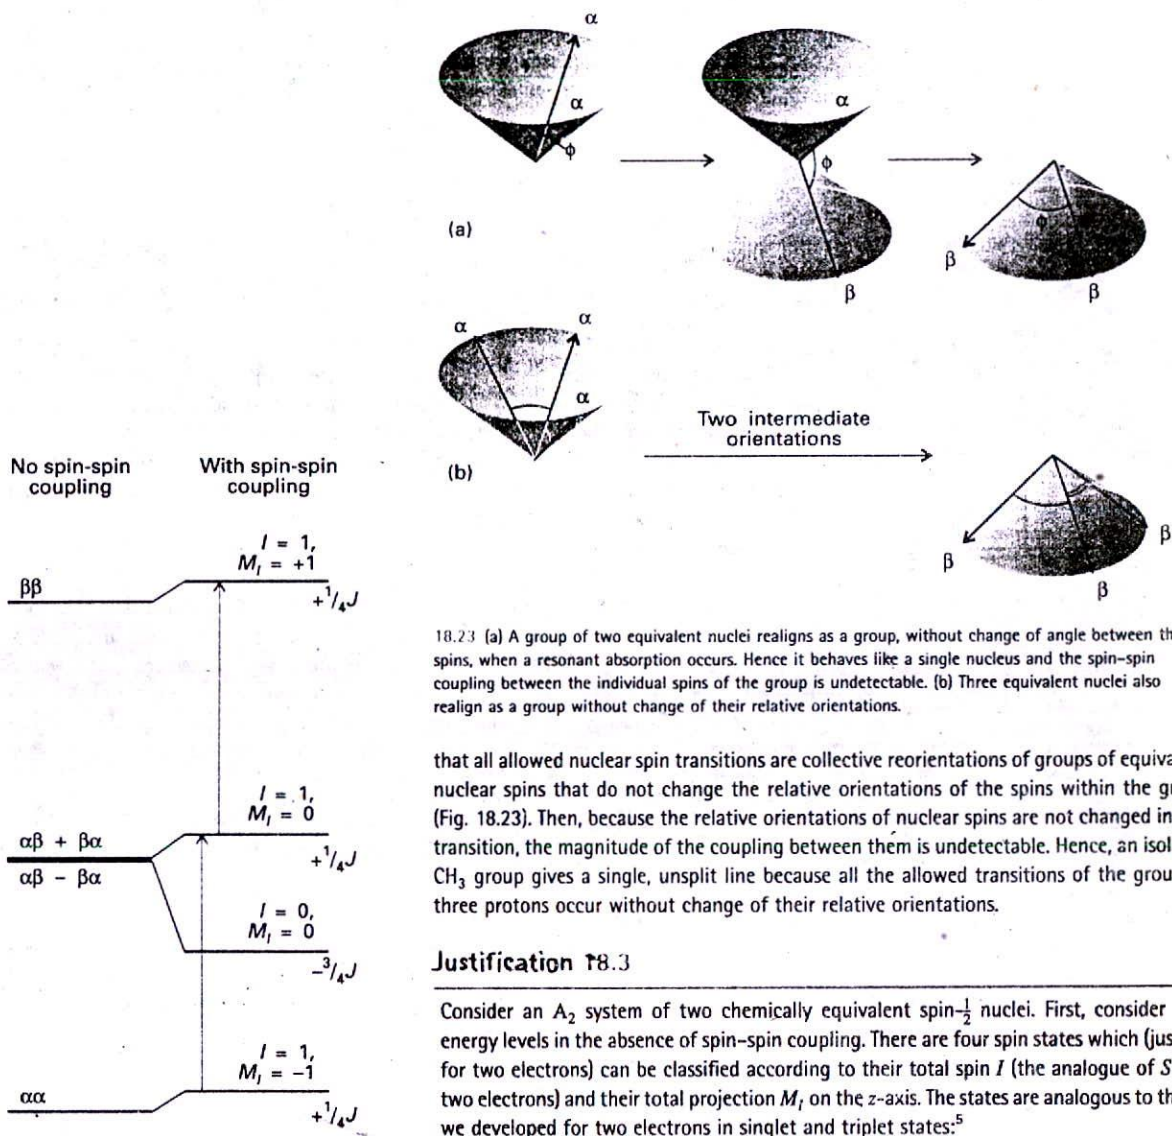 α
α
φ
(a)
α
φ
β
β
φ
β
α
α
α
(b)
Two intermediate
orientations
β
β
β
No spin-spin
coupling
With spin-spin
coupling
I = 1,
M_I = +1
ββ
+1/4J
I = 1,
M_I = 0
αβ + βα
αβ − βα
+1/4J
I = 0,
M_I = 0
−3/4J
I = 1,
M_I = −1
αα
+1/4J
18.23 (a) A group of two equivalent nuclei realigns as a group, without change of angle between th
spins, when a resonant absorption occurs. Hence it behaves like a single nucleus and the spin–spin
coupling between the individual spins of the group is undetectable. (b) Three equivalent nuclei also
realign as a group without change of their relative orientations.
that all allowed nuclear spin transitions are collective reorientations of groups of equiva
nuclear spins that do not change the relative orientations of the spins within the g
(Fig. 18.23). Then, because the relative orientations of nuclear spins are not changed in
transition, the magnitude of the coupling between them is undetectable. Hence, an isol
CH₃ group gives a single, unsplit line because all the allowed transitions of the grou
three protons occur without change of their relative orientations.
Justification 18.3
Consider an A₂ system of two chemically equivalent spin-½ nuclei. First, consider
energy levels in the absence of spin–spin coupling. There are four spin states which (jus
for two electrons) can be classified according to their total spin I (the analogue of S
two electrons) and their total projection M_I on the z-axis. The states are analogous to th
we developed for two electrons in singlet and triplet states:⁵